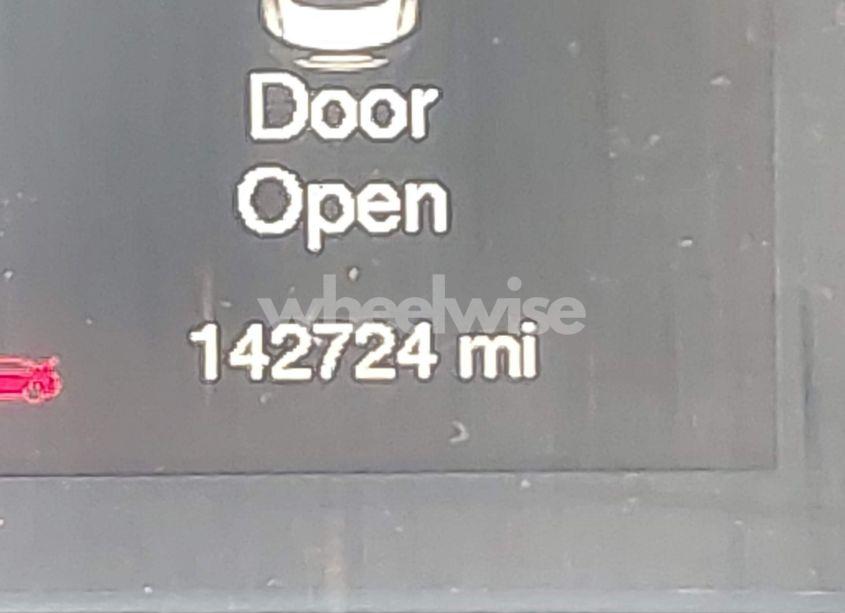 Door
Open
wheelwise
142724 mi